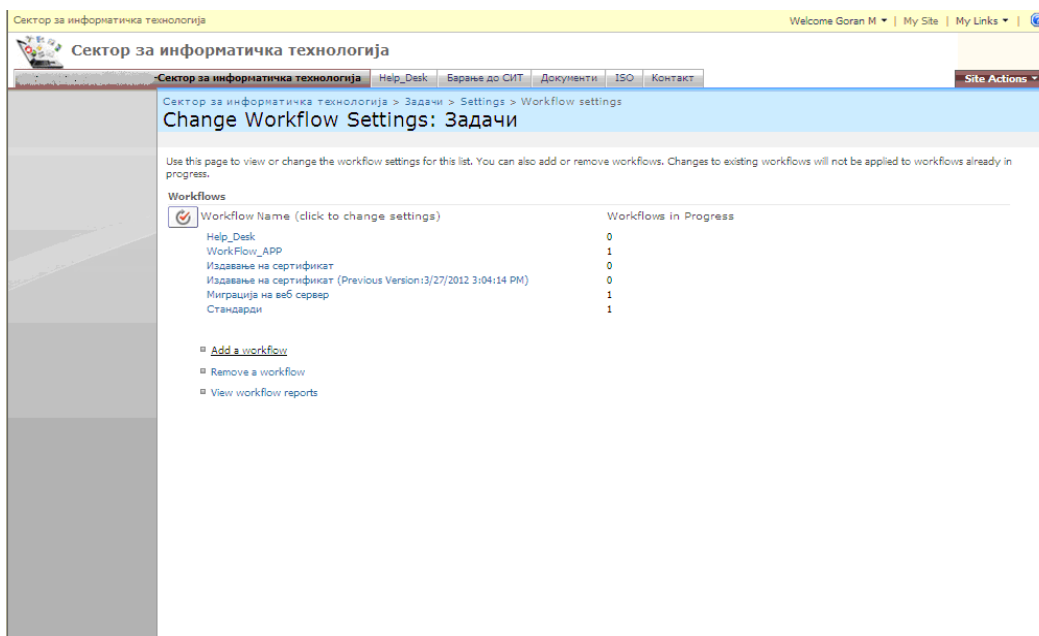 Сектор за информатичка технологија Welcome Goran M | My Site | My Links |
Сектор за информатичка технологија
Сектор за информатичка технологија Help_Desk Барање до СИТ Документи ISO Контакт Site Actions
Сектор за информатичка технологија > Задачи > Settings > Workflow settings
Change Workflow Settings: Задачи
Use this page to view or change the workflow settings for this list. You can also add or remove workflows. Changes to existing workflows will not be applied to workflows already in
progress.
Workflows
Workflow Name (click to change settings) Workflows in Progress
Help_Desk 0
WorkFlow_APP 1
Издавање на сертификат 0
Издавање на сертификат (Previous Version:3/27/2012 3:04:14 PM) 0
Миграција на веб сервер 1
Стандарди 1
Add a workflow
Remove a workflow
View workflow reports